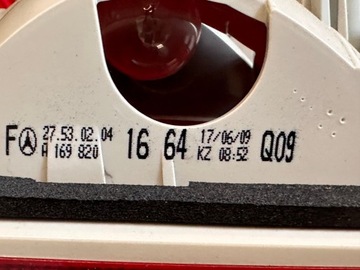 F 27.53.02.04 16 64 17/06/09 Q09
A 169 820 KZ 08:52